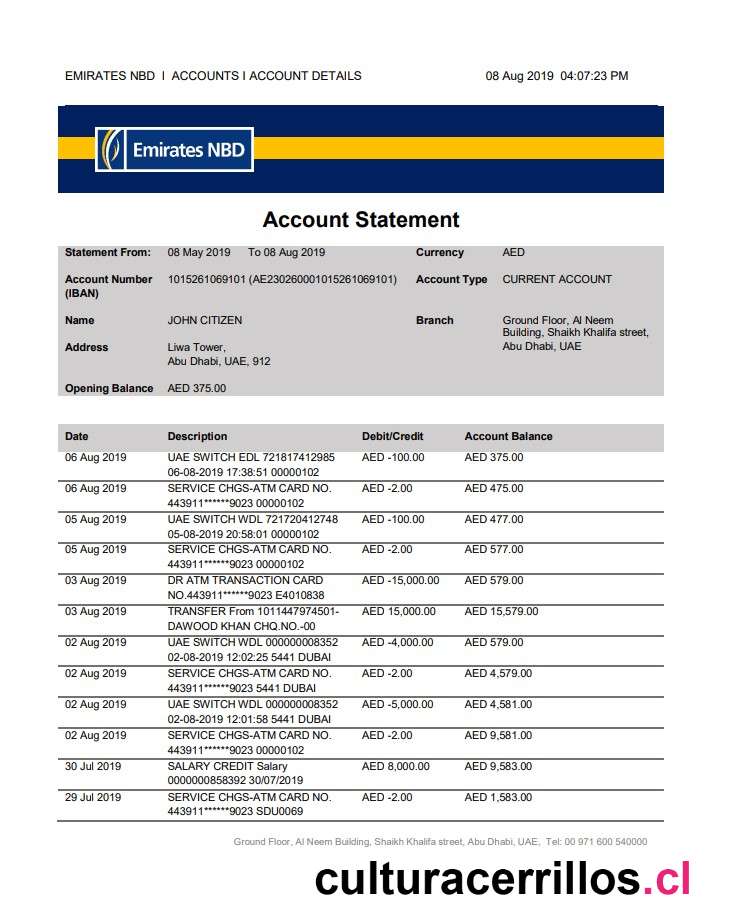 EMIRATES NBD I ACCOUNTS I ACCOUNT DETAILS 08 Aug 2019 04:07:23 PM
Emirates NBD
Account Statement
Statement From: 08 May 2019 To 08 Aug 2019 Currency AED
Account Number 1015261069101 (AE230260001015261069101) Account Type CURRENT ACCOUNT
(IBAN)
Name JOHN CITIZEN Branch Ground Floor, Al Neem
Building, Shaikh Khalifa street,
Address Liwa Tower, Abu Dhabi, UAE
Abu Dhabi, UAE, 912
Opening Balance AED 375.00
Date Description Debit/Credit Account Balance
06 Aug 2019 UAE SWITCH EDL 721817412985 AED -100.00 AED 375.00
06-08-2019 17:38:51 00000102
06 Aug 2019 SERVICE CHGS-ATM CARD NO. AED -2.00 AED 475.00
443911******9023 00000102
05 Aug 2019 UAE SWITCH WDL 721720412748 AED -100.00 AED 477.00
05-08-2019 20:58:01 00000102
05 Aug 2019 SERVICE CHGS-ATM CARD NO. AED -2.00 AED 577.00
443911******9023 00000102
03 Aug 2019 DR ATM TRANSACTION CARD AED -15,000.00 AED 579.00
NO.443911******9023 E4010838
03 Aug 2019 TRANSFER From 1011447974501- AED 15,000.00 AED 15,579.00
DAWOOD KHAN CHQ.NO.-00
02 Aug 2019 UAE SWITCH WDL 000000008352 AED -4,000.00 AED 579.00
02-08-2019 12:02:25 5441 DUBAI
02 Aug 2019 SERVICE CHGS-ATM CARD NO. AED -2.00 AED 4,579.00
443911******9023 5441 DUBAI
02 Aug 2019 UAE SWITCH WDL 000000008352 AED -5,000.00 AED 4,581.00
02-08-2019 12:01:58 5441 DUBAI
02 Aug 2019 SERVICE CHGS-ATM CARD NO. AED -2.00 AED 9,581.00
443911******9023 00000102
30 Jul 2019 SALARY CREDIT Salary AED 8,000.00 AED 9,583.00
0000000858392 30/07/2019
29 Jul 2019 SERVICE CHGS-ATM CARD NO. AED -2.00 AED 1,583.00
443911******9023 SDU0069
Ground Floor, Al Neem Building, Shaikh Khalifa street, Abu Dhabi, UAE, Tel: 00 971 600 540000
culturacerrillos.cl